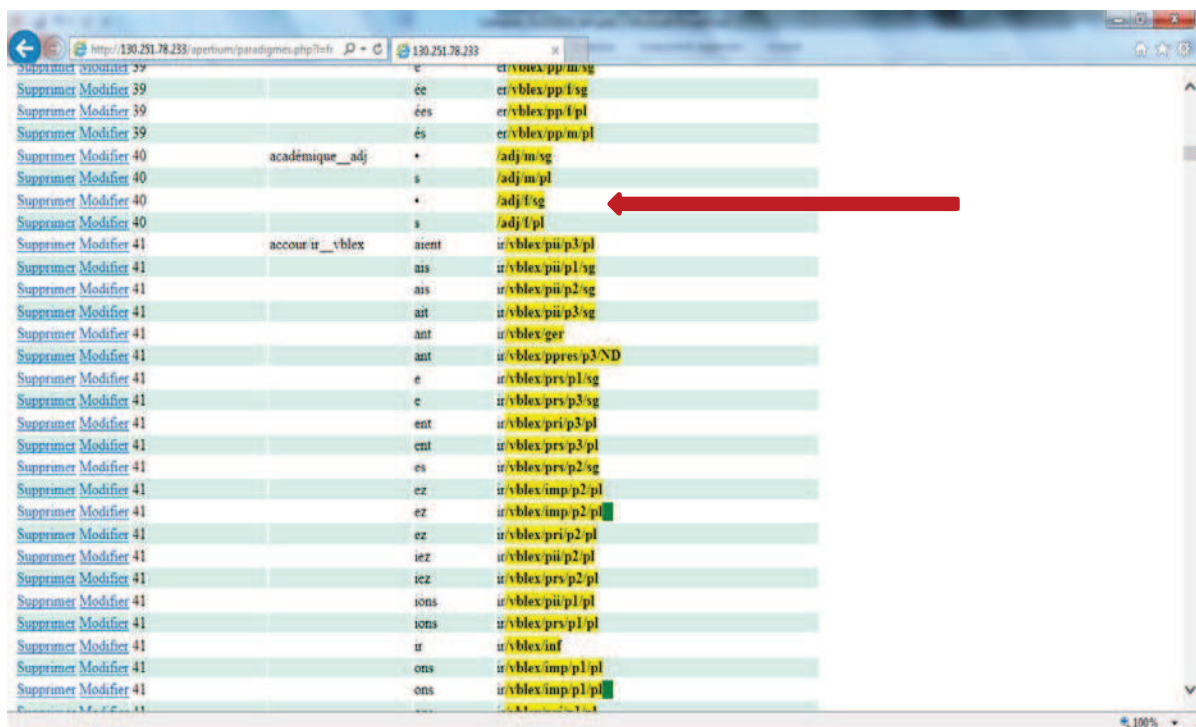 http://130.251.78.233/apertium/paradigmes.php?l=fr 130.251.78.233
Supprimer Modifier 39 é er/vblex/pp/m/sg
Supprimer Modifier 39 ée er/vblex/pp/f/sg
Supprimer Modifier 39 ées er/vblex/pp/f/pl
Supprimer Modifier 39 és er/vblex/pp/m/pl
Supprimer Modifier 40 académique__adj • /adj/m/sg
Supprimer Modifier 40 s /adj/m/pl
Supprimer Modifier 40 • /adj/f/sg
Supprimer Modifier 40 s /adj/f/pl
Supprimer Modifier 41 accour/ir__vblex aient ir/vblex/pii/p3/pl
Supprimer Modifier 41 ais ir/vblex/pii/p1/sg
Supprimer Modifier 41 ais ir/vblex/pii/p2/sg
Supprimer Modifier 41 ait ir/vblex/pii/p3/sg
Supprimer Modifier 41 ant ir/vblex/ger
Supprimer Modifier 41 ant ir/vblex/ppres/p3/ND
Supprimer Modifier 41 e ir/vblex/prs/p1/sg
Supprimer Modifier 41 e ir/vblex/prs/p3/sg
Supprimer Modifier 41 ent ir/vblex/pri/p3/pl
Supprimer Modifier 41 ent ir/vblex/prs/p3/pl
Supprimer Modifier 41 es ir/vblex/prs/p2/sg
Supprimer Modifier 41 ez ir/vblex/imp/p2/pl
Supprimer Modifier 41 ez ir/vblex/imp/p2/pl
Supprimer Modifier 41 ez ir/vblex/pri/p2/pl
Supprimer Modifier 41 iez ir/vblex/pii/p2/pl
Supprimer Modifier 41 iez ir/vblex/prs/p2/pl
Supprimer Modifier 41 ions ir/vblex/pii/p1/pl
Supprimer Modifier 41 ions ir/vblex/prs/p1/pl
Supprimer Modifier 41 ir ir/vblex/inf
Supprimer Modifier 41 ons ir/vblex/imp/p1/pl
Supprimer Modifier 41 ons ir/vblex/imp/p1/pl
100%